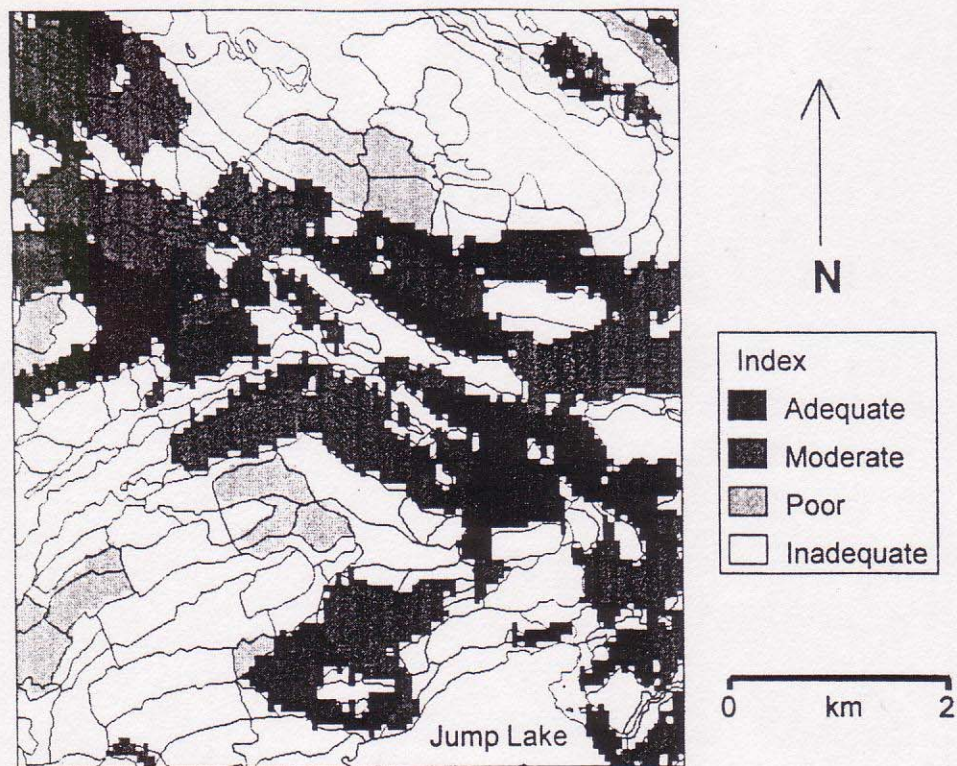 N
Index
Adequate
Moderate
Poor
Inadequate
0 km 2
Jump Lake